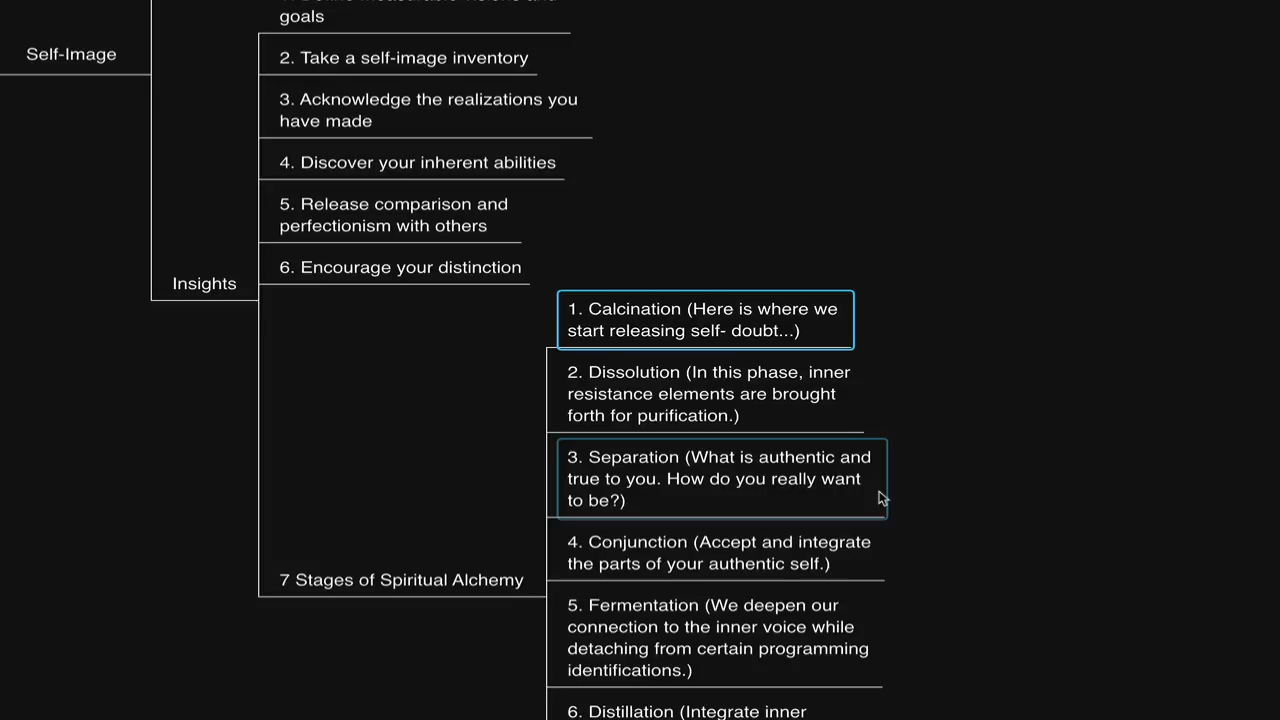 goals
Self-Image
2. Take a self-image inventory
3. Acknowledge the realizations you
have made
4. Discover your inherent abilities
5. Release comparison and
perfectionism with others
6. Encourage your distinction
Insights
1. Calcination (Here is where we
start releasing self- doubt...)
2. Dissolution (In this phase, inner
resistance elements are brought
forth for purification.)
3. Separation (What is authentic and
true to you. How do you really want
to be?)
4. Conjunction (Accept and integrate
the parts of your authentic self.)
7 Stages of Spiritual Alchemy
5. Fermentation (We deepen our
connection to the inner voice while
detaching from certain programming
identifications.)
6. Distillation (Integrate inner